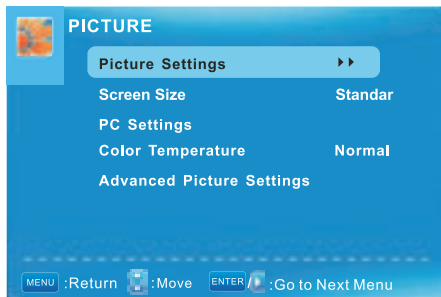 PICTURE
Picture Settings
Screen Size Standar
PC Settings
Color Temperature Normal
Advanced Picture Settings
MENU :Return :Move ENTER / :Go to Next Menu